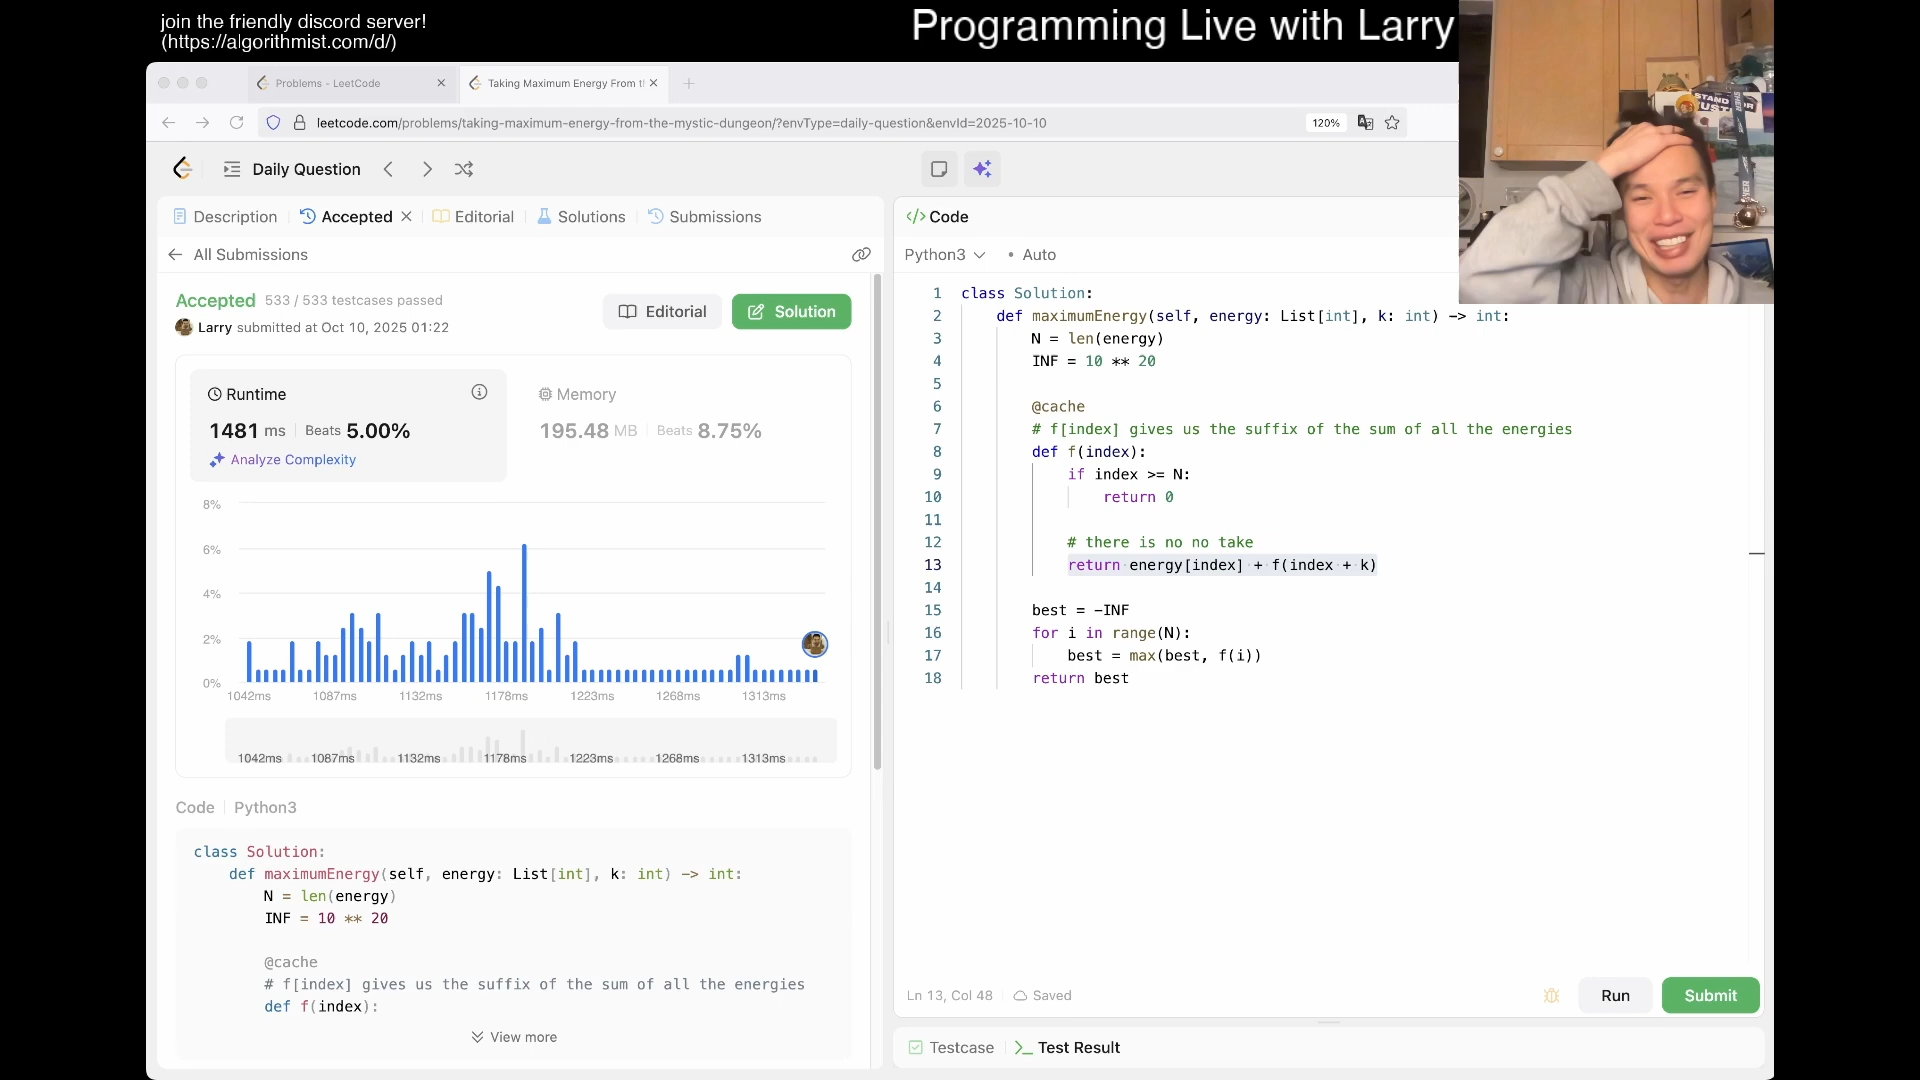 join the friendly discord server!
(https://algorithmist.com/d/)
Programming Live with Larry
Problems - LeetCode
Taking Maximum Energy From t
leetcode.com/problems/taking-maximum-energy-from-the-mystic-dungeon/?envType=daily-question&envId=2025-10-10
120%
Daily Question
Description
Accepted
Editorial
Solutions
Submissions
All Submissions
Accepted 533 / 533 testcases passed
Larry submitted at Oct 10, 2025 01:22
Editorial
Solution
Runtime
1481 ms
Beats 5.00%
Analyze Complexity
Memory
195.48 MB
Beats 8.75%
8%
6%
4%
2%
0%
1042ms 1087ms 1132ms 1178ms 1223ms 1268ms 1313ms
1042ms 1087ms 1132ms 1178ms 1223ms 1268ms 1313ms
Code Python3
class Solution:
def maximumEnergy(self, energy: List[int], k: int) -> int:
N = len(energy)
INF = 10 ** 20
@cache
# f[index] gives us the suffix of the sum of all the energies
def f(index):
View more
</> Code
Python3
• Auto
1 class Solution:
2 def maximumEnergy(self, energy: List[int], k: int) -> int:
3 N = len(energy)
4 INF = 10 ** 20
5
6 @cache
7 # f[index] gives us the suffix of the sum of all the energies
8 def f(index):
9 if index >= N:
10 return 0
11
12 # there is no no take
13 return energy[index] + f(index + k)
14
15 best = -INF
16 for i in range(N):
17 best = max(best, f(i))
18 return best
Ln 13, Col 48
Saved
Run
Submit
Testcase
Test Result
STAND